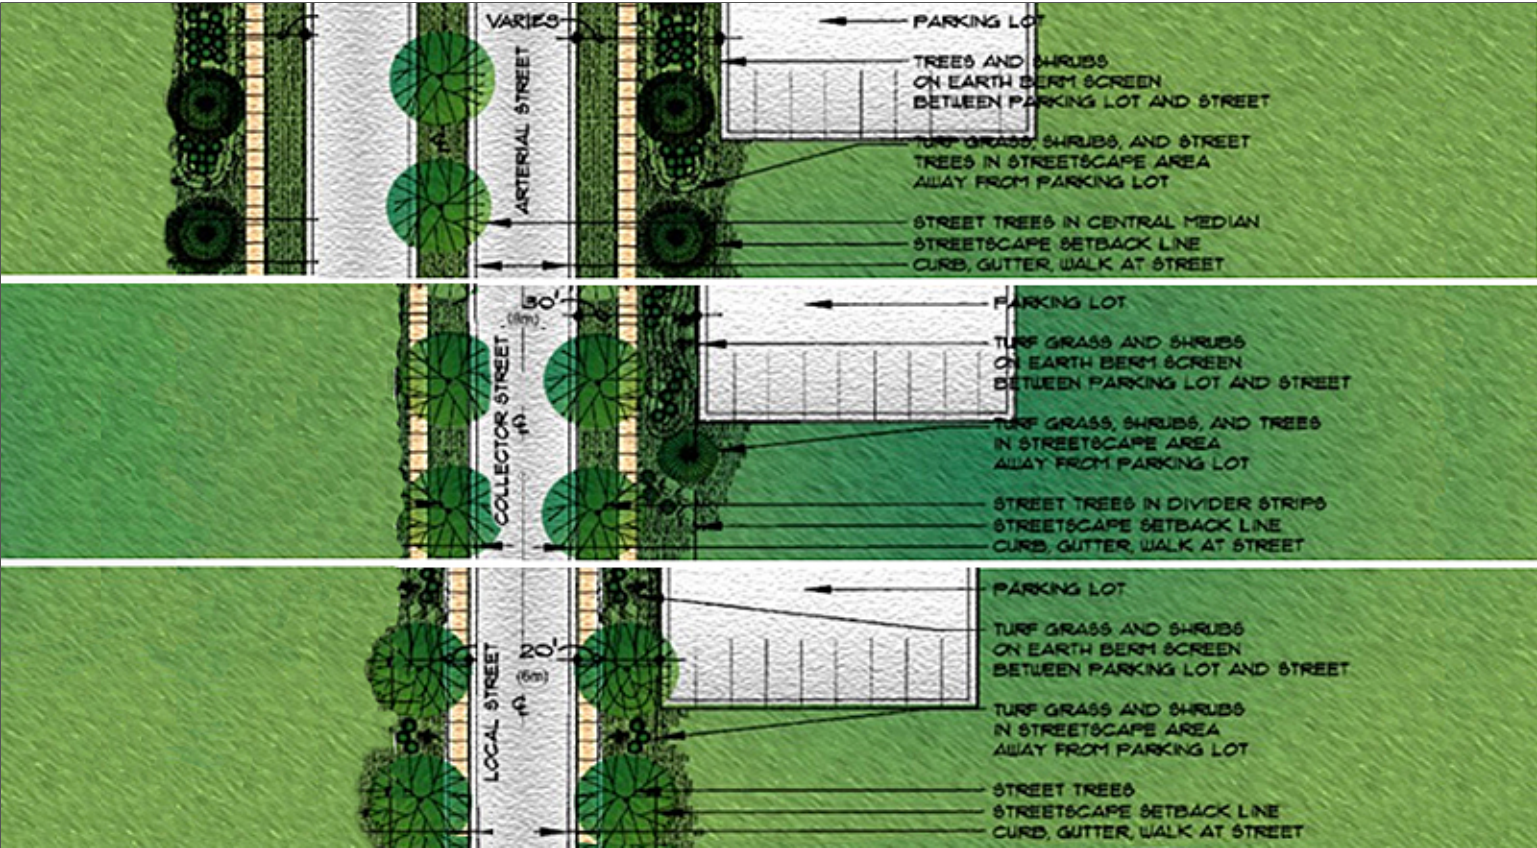 VARIES
ARTERIAL STREET
PARKING LOT
TREES AND SHRUBS
ON EARTH BERM SCREEN
BETWEEN PARKING LOT AND STREET
TURF GRASS, SHRUBS, AND STREET
TREES IN STREETSCAPE AREA
AWAY FROM PARKING LOT
STREET TREES IN CENTRAL MEDIAN
STREETSCAPE SETBACK LINE
CURB, GUTTER, WALK AT STREET
30'
COLLECTOR STREET
PARKING LOT
TURF GRASS AND SHRUBS
ON EARTH BERM SCREEN
BETWEEN PARKING LOT AND STREET
TURF GRASS, SHRUBS, AND TREES
IN STREETSCAPE AREA
AWAY FROM PARKING LOT
STREET TREES IN DIVIDER STRIPS
STREETSCAPE SETBACK LINE
CURB, GUTTER, WALK AT STREET
20'
(6m)
LOCAL STREET
PARKING LOT
TURF GRASS AND SHRUBS
ON EARTH BERM SCREEN
BETWEEN PARKING LOT AND STREET
TURF GRASS AND SHRUBS
IN STREETSCAPE AREA
AWAY FROM PARKING LOT
STREET TREES
STREETSCAPE SETBACK LINE
CURB, GUTTER, WALK AT STREET